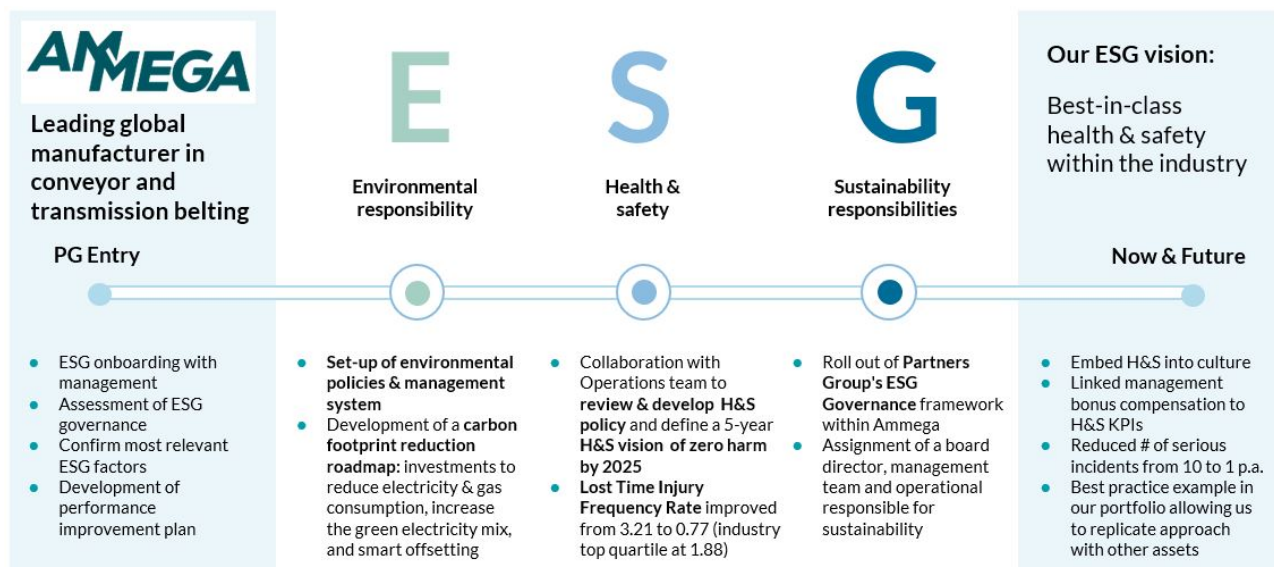 AMMEGA
Leading global
manufacturer in
conveyor and
transmission belting
PG Entry
E
Environmental
responsibility
S
Health &
safety
G
Sustainability
responsibilities
Our ESG vision:
Best-in-class
health & safety
within the industry
Now & Future
● ESG onboarding with
management
● Assessment of ESG
governance
● Confirm most relevant
ESG factors
● Development of
performance
improvement plan
● Set-up of environmental
policies & management
system
● Development of a carbon
footprint reduction
roadmap: investments to
reduce electricity & gas
consumption, increase
the green electricity mix,
and smart offsetting
● Collaboration with
Operations team to
review & develop H&S
policy and define a 5-year
H&S vision of zero harm
by 2025
● Lost Time Injury
Frequency Rate improved
from 3.21 to 0.77 (industry
top quartile at 1.88)
● Roll out of Partners
Group's ESG
Governance framework
within Ammega
● Assignment of a board
director, management
team and operational
responsible for
sustainability
● Embed H&S into culture
● Linked management
bonus compensation to
H&S KPIs
● Reduced # of serious
incidents from 10 to 1 p.a.
● Best practice example in
our portfolio allowing us
to replicate approach
with other assets